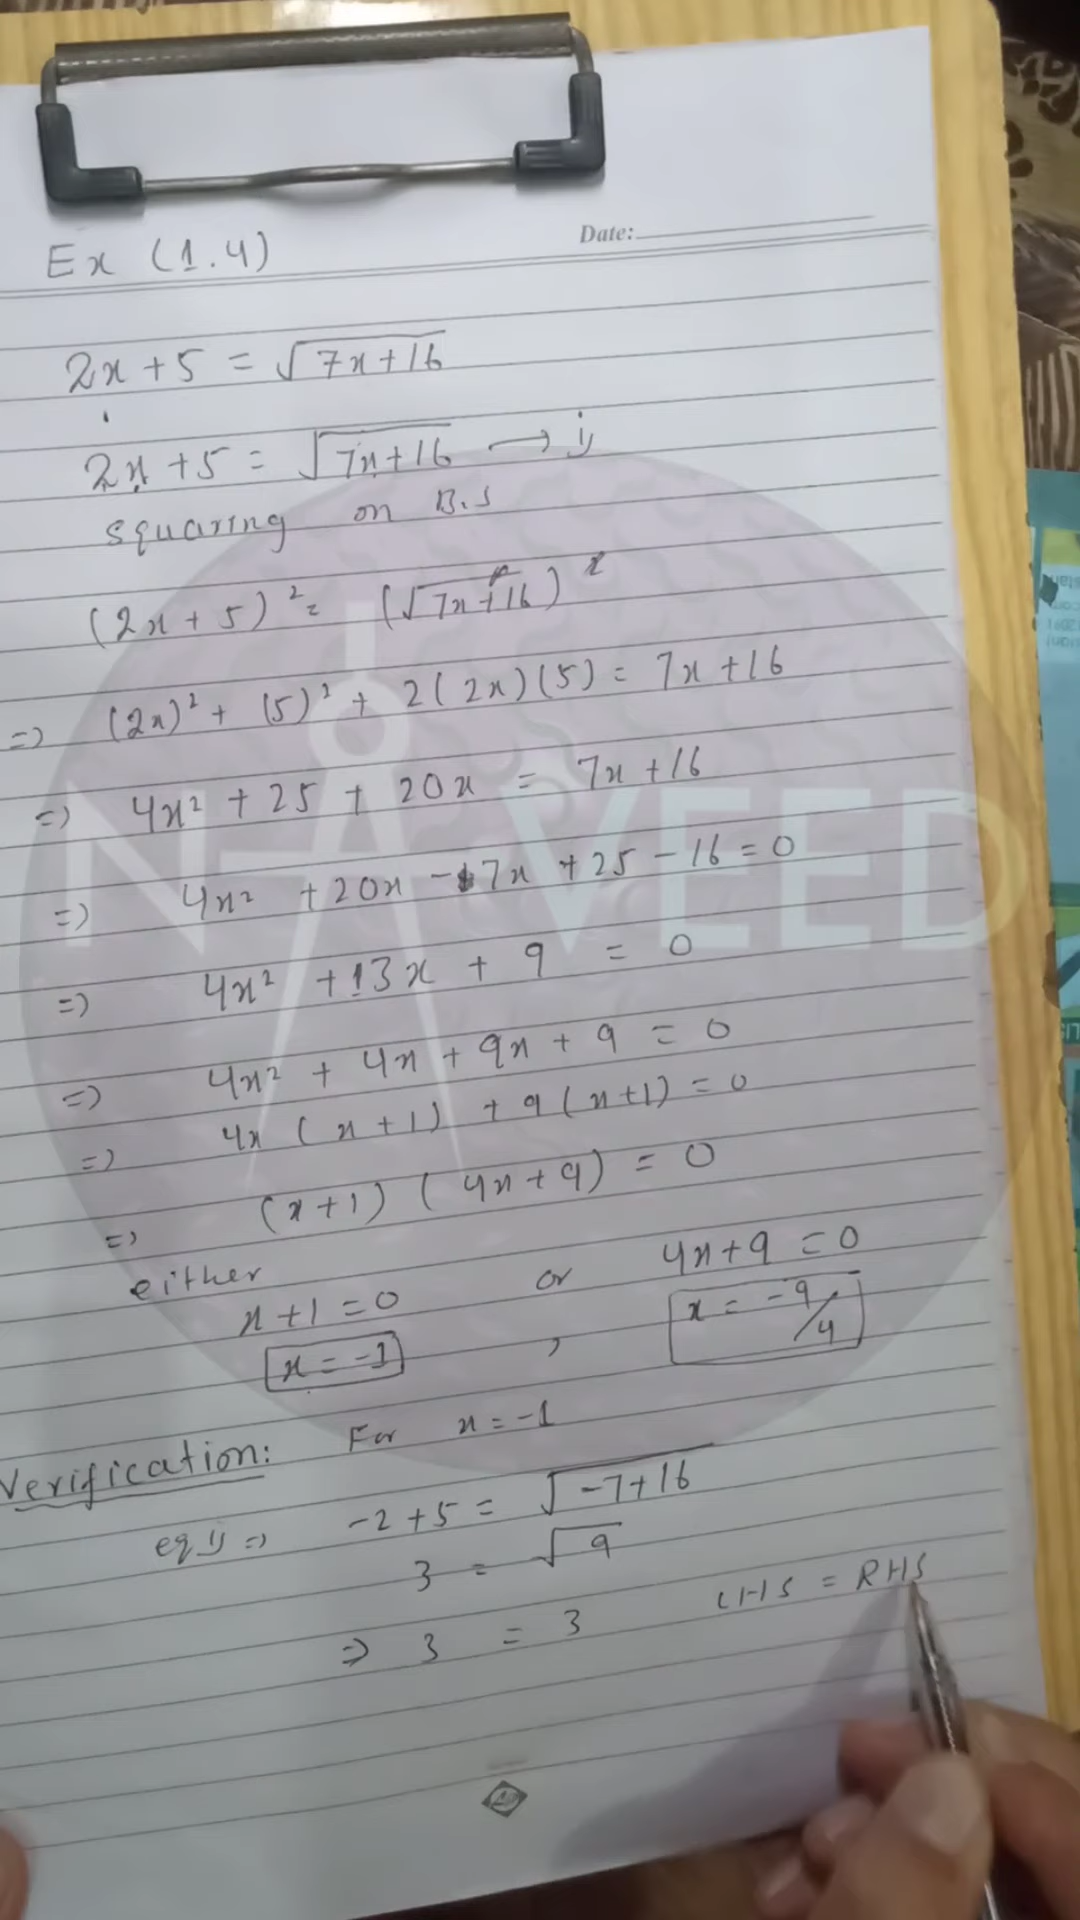 Date:
Ex (1.4)
2x + 5 = √7x+16
2x + 5 = √7x+16 → i)
squaring on B.S
(2x + 5)² = (√7x+16)²
=> (2x)² + (5)² + 2(2x)(5) = 7x+16
=> 4x² + 25 + 20x = 7x+16
=> 4x² + 20x - 7x + 25 - 16 = 0
=> 4x² + 13x + 9 = 0
=> 4x² + 4x + 9x + 9 = 0
=> 4x (x + 1) + 9(x+1) = 0
=> (x+1) (4x+9) = 0
either or 4x+9 = 0
x+1 = 0 x = -9/4
x = -1 ,
Verification: For x = -1
eq i) => -2 + 5 = √-7+16
3 = √9
=> 3 = 3 LHS = RHS
NAVEED